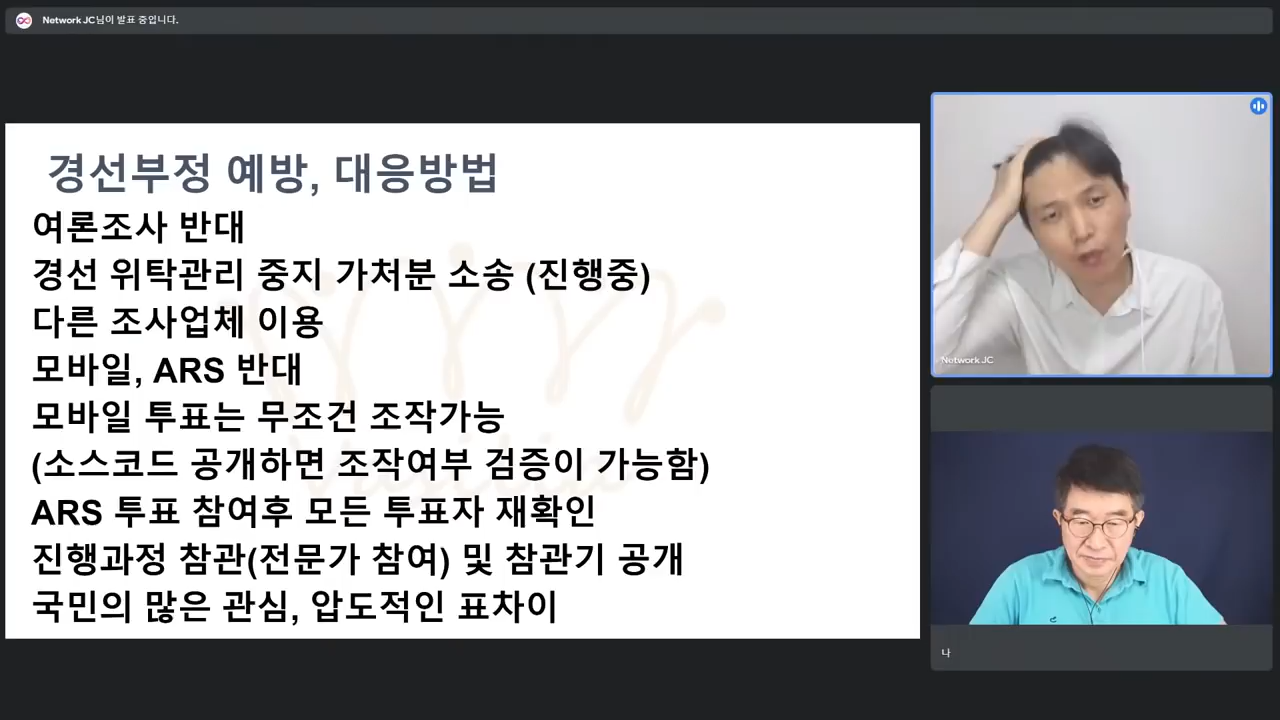 Network JC님이 발표 중입니다.
경선부정 예방, 대응방법
여론조사 반대
경선 위탁관리 중지 가처분 소송 (진행중)
다른 조사업체 이용
모바일, ARS 반대
모바일 투표는 무조건 조작가능
(소스코드 공개하면 조작여부 검증이 가능함)
ARS 투표 참여후 모든 투표자 재확인
진행과정 참관(전문가 참여) 및 참관기 공개
국민의 많은 관심, 압도적인 표차이
Network JC
나